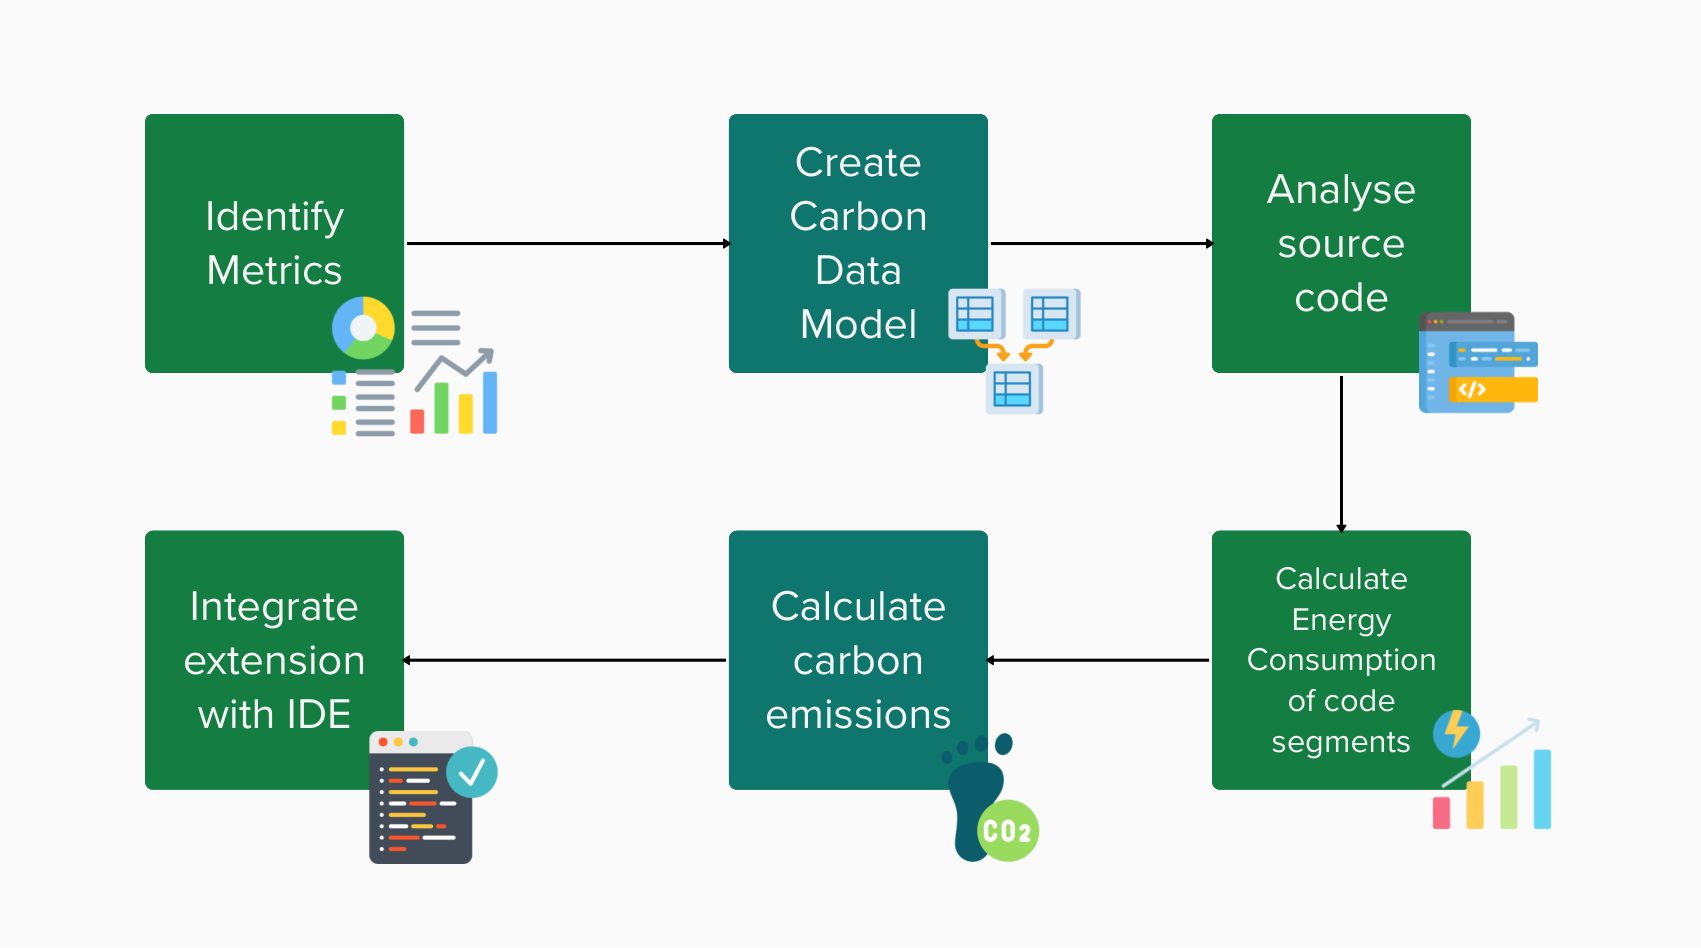 Identify
Metrics
Create
Carbon
Data
Model
Analyse
source
code
</>
Calculate
Energy
Consumption
of code
segments
Calculate
carbon
emissions
CO2
Integrate
extension
with IDE